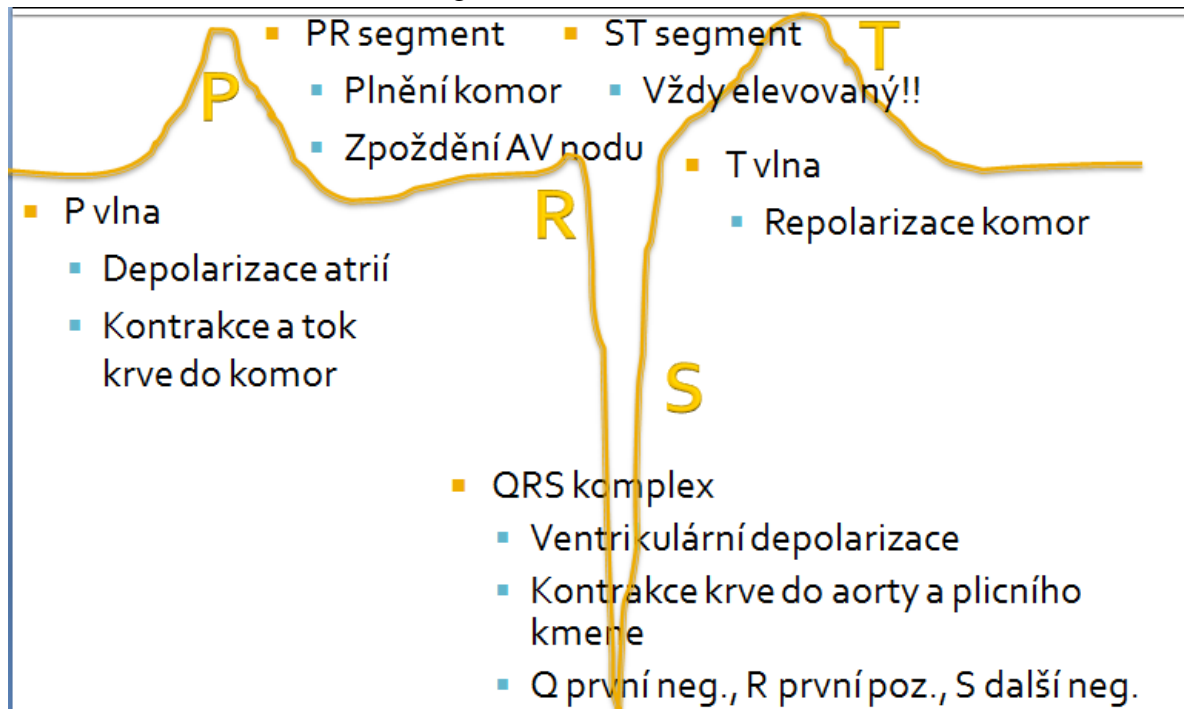 PR segment
Plnění komor
Zpoždění AV nodu
ST segment
Vždy elevovaný!!
T
P
R
T vlna
Repolarizace komor
P vlna
Depolarizace atrií
Kontrakce a tok
krve do komor
S
QRS komplex
Ventrikulární depolarizace
Kontrakce krve do aorty a plicního
kmene
Q první neg., R první poz., S další neg.